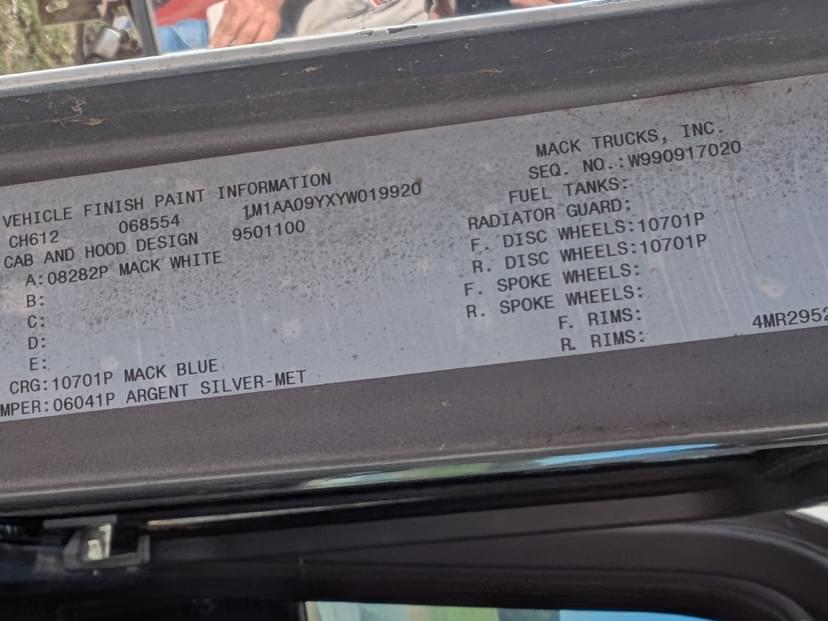 VEHICLE FINISH PAINT INFORMATION
CH612 068554 1M1AA09YXYW019920
CAB AND HOOD DESIGN 9501100
A:08282P MACK WHITE
B:
C:
D:
E:
CRG:10701P MACK BLUE
MPER:06041P ARGENT SILVER-MET
MACK TRUCKS, INC.
SEQ. NO.:W990917020
FUEL TANKS:
RADIATOR GUARD:
F. DISC WHEELS:10701P
R. DISC WHEELS:10701P
F. SPOKE WHEELS:
R. SPOKE WHEELS:
F. RIMS:
R. RIMS:
4MR2952